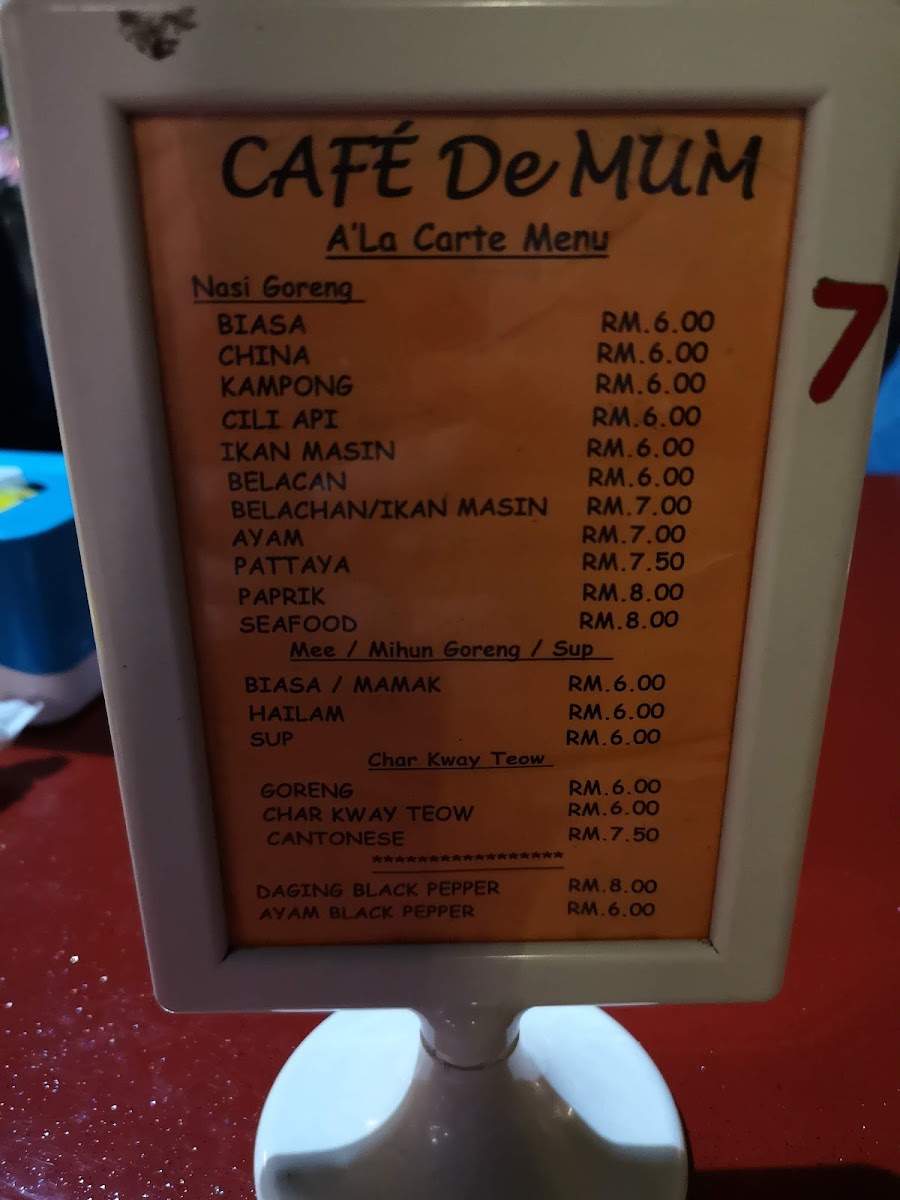 CAFÉ De MUM
A'La Carte Menu
Nasi Goreng
BIASA RM.6.00
CHINA RM.6.00
KAMPONG RM.6.00
CILI API RM.6.00
IKAN MASIN RM.6.00
BELACAN RM.6.00
BELACHAN/IKAN MASIN RM.7.00
AYAM RM.7.00
PATTAYA RM.7.50
PAPRIK RM.8.00
SEAFOOD RM.8.00
Mee / Mihun Goreng / Sup
BIASA / MAMAK RM.6.00
HAILAM RM.6.00
SUP RM.6.00
Char Kway Teow
GORENG RM.6.00
CHAR KWAY TEOW RM.6.00
CANTONESE RM.7.50
*****************
DAGING BLACK PEPPER RM.8.00
AYAM BLACK PEPPER RM.6.00
7